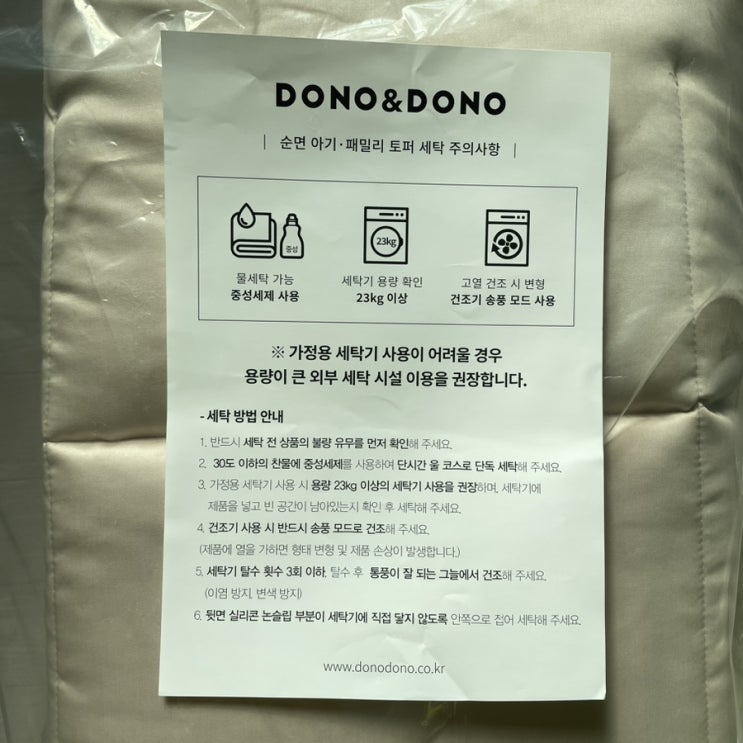 DONO&DONO
| 순면 아기·패밀리 토퍼 세탁 주의사항 |
중성
23kg
물세탁 가능
중성세제 사용
세탁기 용량 확인
23kg 이상
고열 건조 시 변형
건조기 송풍 모드 사용
※ 가정용 세탁기 사용이 어려울 경우
용량이 큰 외부 세탁 시설 이용을 권장합니다.
- 세탁 방법 안내
1. 반드시 세탁 전 상품의 불량 유무를 먼저 확인해 주세요.
2. 30도 이하의 찬물에 중성세제를 사용하여 단시간 울 코스로 단독 세탁해 주세요.
3. 가정용 세탁기 사용 시 용량 23kg 이상의 세탁기 사용을 권장하며, 세탁기에
제품을 넣고 빈 공간이 남아있는지 확인 후 세탁해 주세요.
4. 건조기 사용 시 반드시 송풍 모드로 건조해 주세요.
(제품에 열을 가하면 형태 변형 및 제품 손상이 발생합니다.)
5. 세탁기 탈수 횟수 3회 이하, 탈수 후 통풍이 잘 되는 그늘에서 건조해 주세요.
(이염 방지, 변색 방지)
6. 뒷면 실리콘 논슬립 부분이 세탁기에 직접 닿지 않도록 안쪽으로 접어 세탁해 주세요.
www.donodono.co.kr